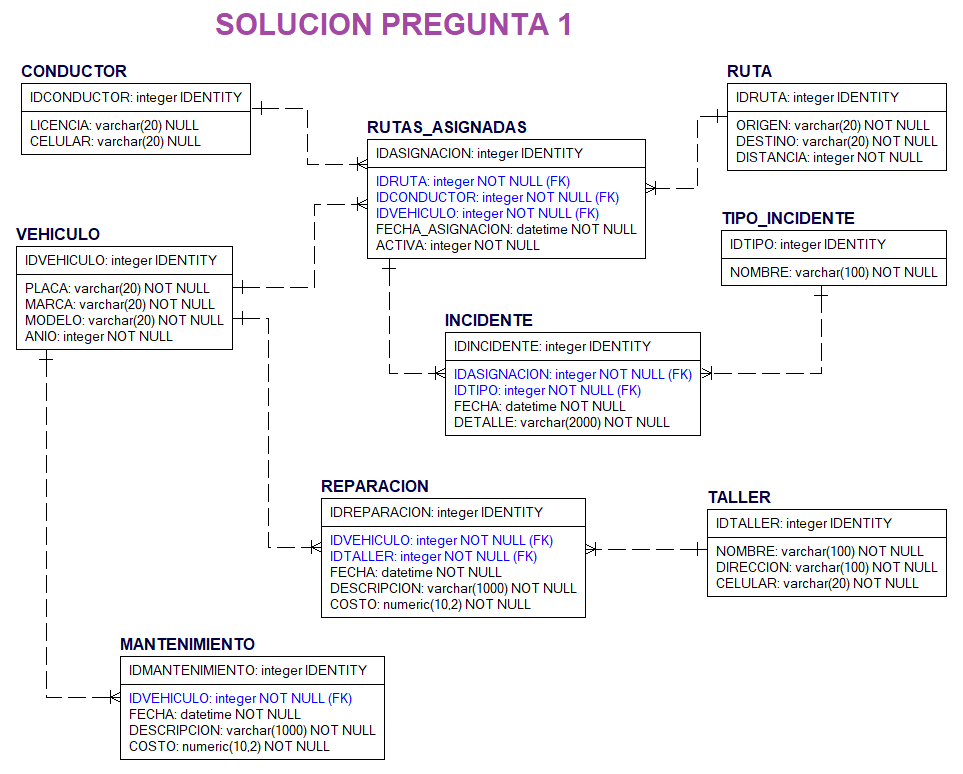 SOLUCION PREGUNTA 1
CONDUCTOR
IDCONDUCTOR: integer IDENTITY
LICENCIA: varchar(20) NULL
CELULAR: varchar(20) NULL
RUTA
IDRUTA: integer IDENTITY
ORIGEN: varchar(20) NOT NULL
DESTINO: varchar(20) NOT NULL
DISTANCIA: integer NOT NULL
RUTAS_ASIGNADAS
IDASIGNACION: integer IDENTITY
IDRUTA: integer NOT NULL (FK)
IDCONDUCTOR: integer NOT NULL (FK)
IDVEHICULO: integer NOT NULL (FK)
FECHA_ASIGNACION: datetime NOT NULL
ACTIVA: integer NOT NULL
VEHICULO
IDVEHICULO: integer IDENTITY
PLACA: varchar(20) NOT NULL
MARCA: varchar(20) NOT NULL
MODELO: varchar(20) NOT NULL
ANIO: integer NOT NULL
TIPO_INCIDENTE
IDTIPO: integer IDENTITY
NOMBRE: varchar(100) NOT NULL
INCIDENTE
IDINCIDENTE: integer IDENTITY
IDASIGNACION: integer NOT NULL (FK)
IDTIPO: integer NOT NULL (FK)
FECHA: datetime NOT NULL
DETALLE: varchar(2000) NOT NULL
REPARACION
IDREPARACION: integer IDENTITY
IDVEHICULO: integer NOT NULL (FK)
IDTALLER: integer NOT NULL (FK)
FECHA: datetime NOT NULL
DESCRIPCION: varchar(1000) NOT NULL
COSTO: numeric(10,2) NOT NULL
TALLER
IDTALLER: integer IDENTITY
NOMBRE: varchar(100) NOT NULL
DIRECCION: varchar(100) NOT NULL
CELULAR: varchar(20) NOT NULL
MANTENIMIENTO
IDMANTENIMIENTO: integer IDENTITY
IDVEHICULO: integer NOT NULL (FK)
FECHA: datetime NOT NULL
DESCRIPCION: varchar(1000) NOT NULL
COSTO: numeric(10,2) NOT NULL